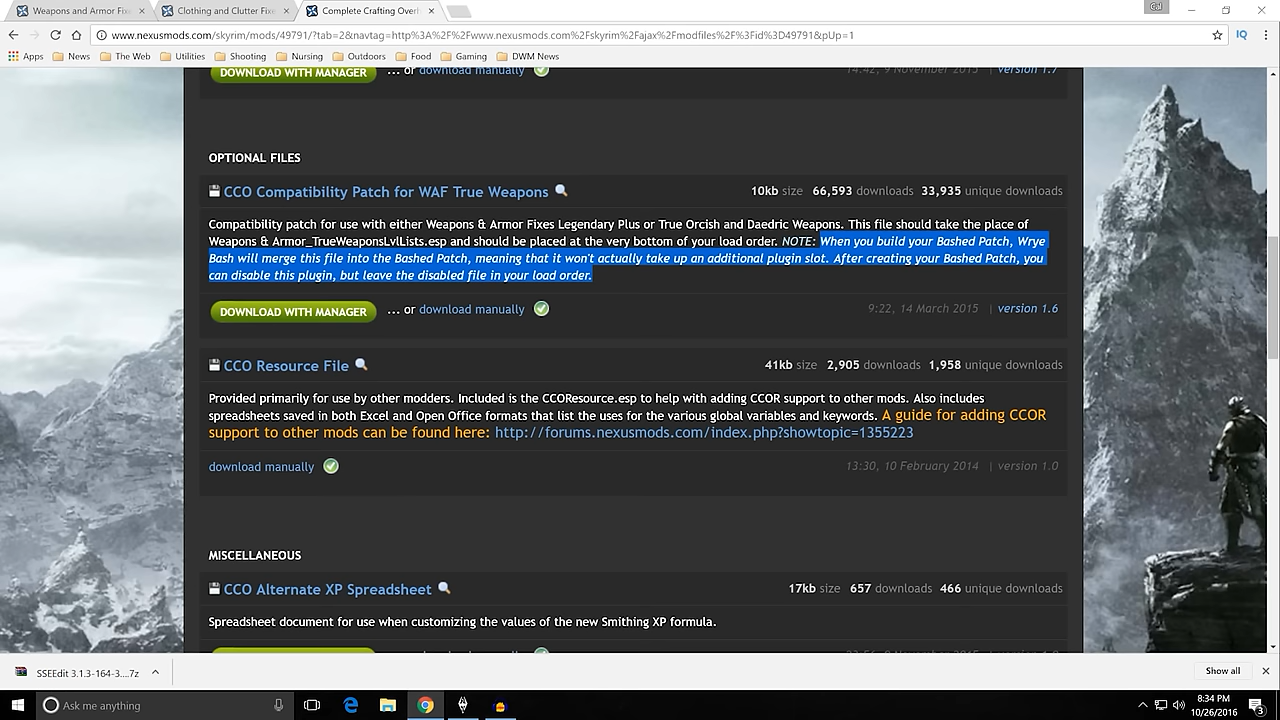 Weapons and Armor Fix
Clothing and Clutter Fixe
Complete Crafting Overh
www.nexusmods.com/skyrim/mods/49791/?tab=2&navtag=http%3A%2F%2Fwww.nexusmods.com%2Fskyrim%2Fajax%2Fmodfiles%2F%3Fid%3D49791&pUp=1
IQ
Apps News The Web Utilities Shooting Nursing Outdoors Food Gaming DWM News
DOWNLOAD WITH MANAGER ... or download manually 14:42, 9 November 2015 | version 1.7
OPTIONAL FILES
CCO Compatibility Patch for WAF True Weapons 10kb size 66,593 downloads 33,935 unique downloads
Compatibility patch for use with either Weapons & Armor Fixes Legendary Plus or True Orcish and Daedric Weapons. This file should take the place of
Weapons & Armor_TrueWeaponsLvlLists.esp and should be placed at the very bottom of your load order. NOTE: When you build your Bashed Patch, Wrye
Bash will merge this file into the Bashed Patch, meaning that it won't actually take up an additional plugin slot. After creating your Bashed Patch, you
can disable this plugin, but leave the disabled file in your load order.
DOWNLOAD WITH MANAGER ... or download manually 9:22, 14 March 2015 | version 1.6
CCO Resource File 41kb size 2,905 downloads 1,958 unique downloads
Provided primarily for use by other modders. Included is the CCOResource.esp to help with adding CCOR support to other mods. Also includes
spreadsheets saved in both Excel and Open Office formats that list the uses for the various global variables and keywords. A guide for adding CCOR
support to other mods can be found here: http://forums.nexusmods.com/index.php?showtopic=1355223
download manually 13:30, 10 February 2014 | version 1.0
MISCELLANEOUS
CCO Alternate XP Spreadsheet 17kb size 657 downloads 466 unique downloads
Spreadsheet document for use when customizing the values of the new Smithing XP formula.
SSEEdit 3.1.3-164-3....7z
Show all
Ask me anything
8:34 PM
10/26/2016
3